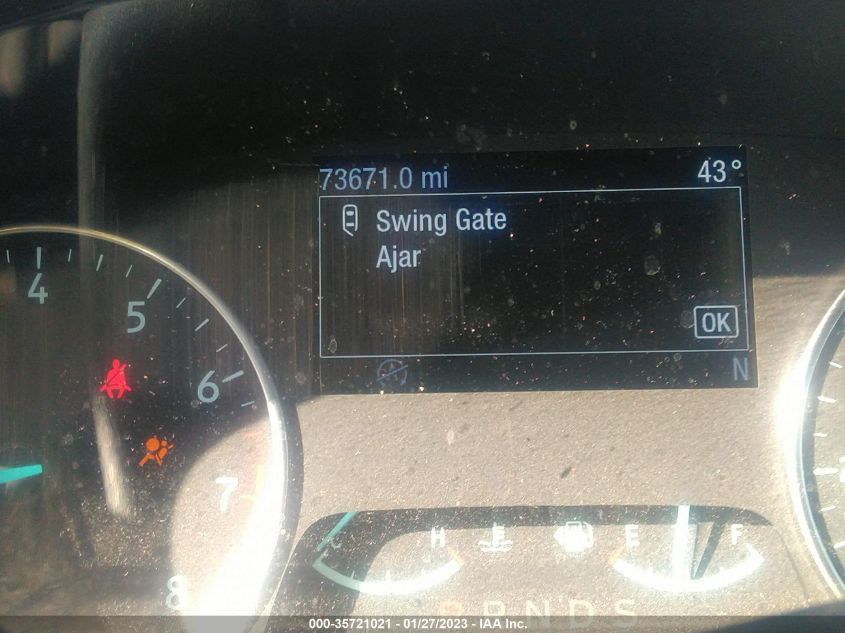 73671.0 mi 43°
Swing Gate
Ajar
OK
N
4
5
6
7
8
H E F
P R N D S
000-35721021 - 01/27/2023 - IAA Inc.